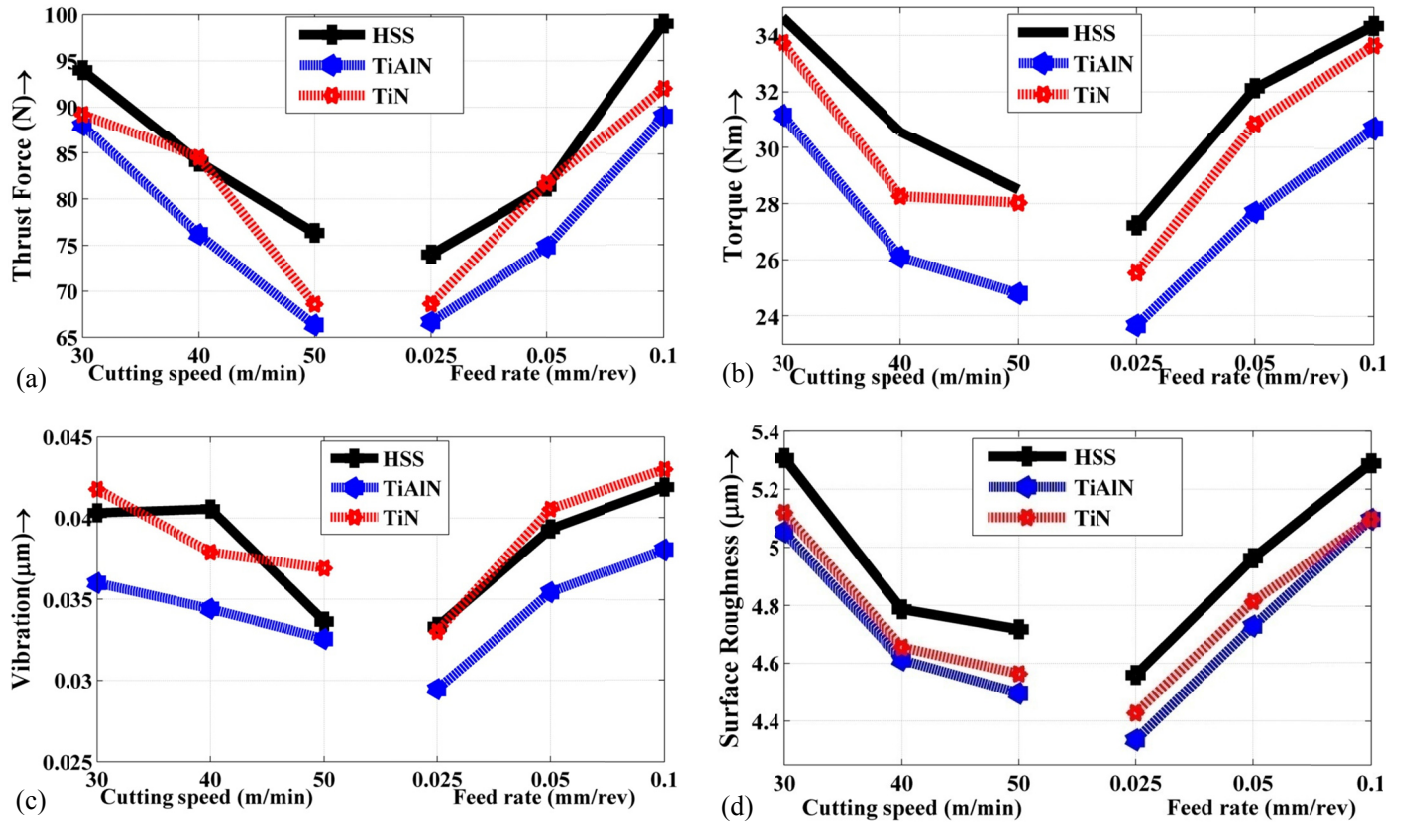 100
95
90
85
80
75
70
65
Thrust Force (N)→
HSS
TiAlN
TiN
30 40 50 0.025 0.05 0.1
Cutting speed (m/min) Feed rate (mm/rev)
(a)
34
32
30
28
26
24
Torque (Nm)→
HSS
TiAlN
TiN
30 40 50 0.025 0.05 0.1
Cutting speed (m/min) Feed rate (mm/rev)
(b)
0.045
0.04
0.035
0.03
0.025
Vibration(μm)→
HSS
TiAlN
TiN
30 40 50 0.025 0.05 0.1
Cutting speed (m/min) Feed rate (mm/rev)
(c)
5.4
5.2
5
4.8
4.6
4.4
Surface Roughness (μm)→
HSS
TiAlN
TiN
30 40 50 0.025 0.05 0.1
Cutting speed (m/min) Feed rate (mm/rev)
(d)